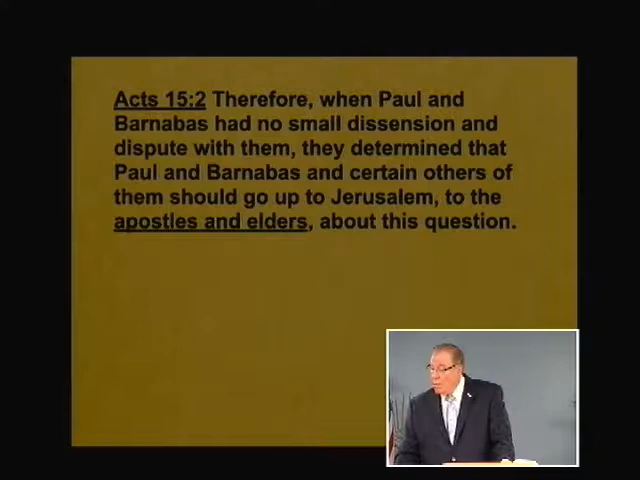 Acts 15:2 Therefore, when Paul and
Barnabas had no small dissension and
dispute with them, they determined that
Paul and Barnabas and certain others of
them should go up to Jerusalem, to the
apostles and elders, about this question.